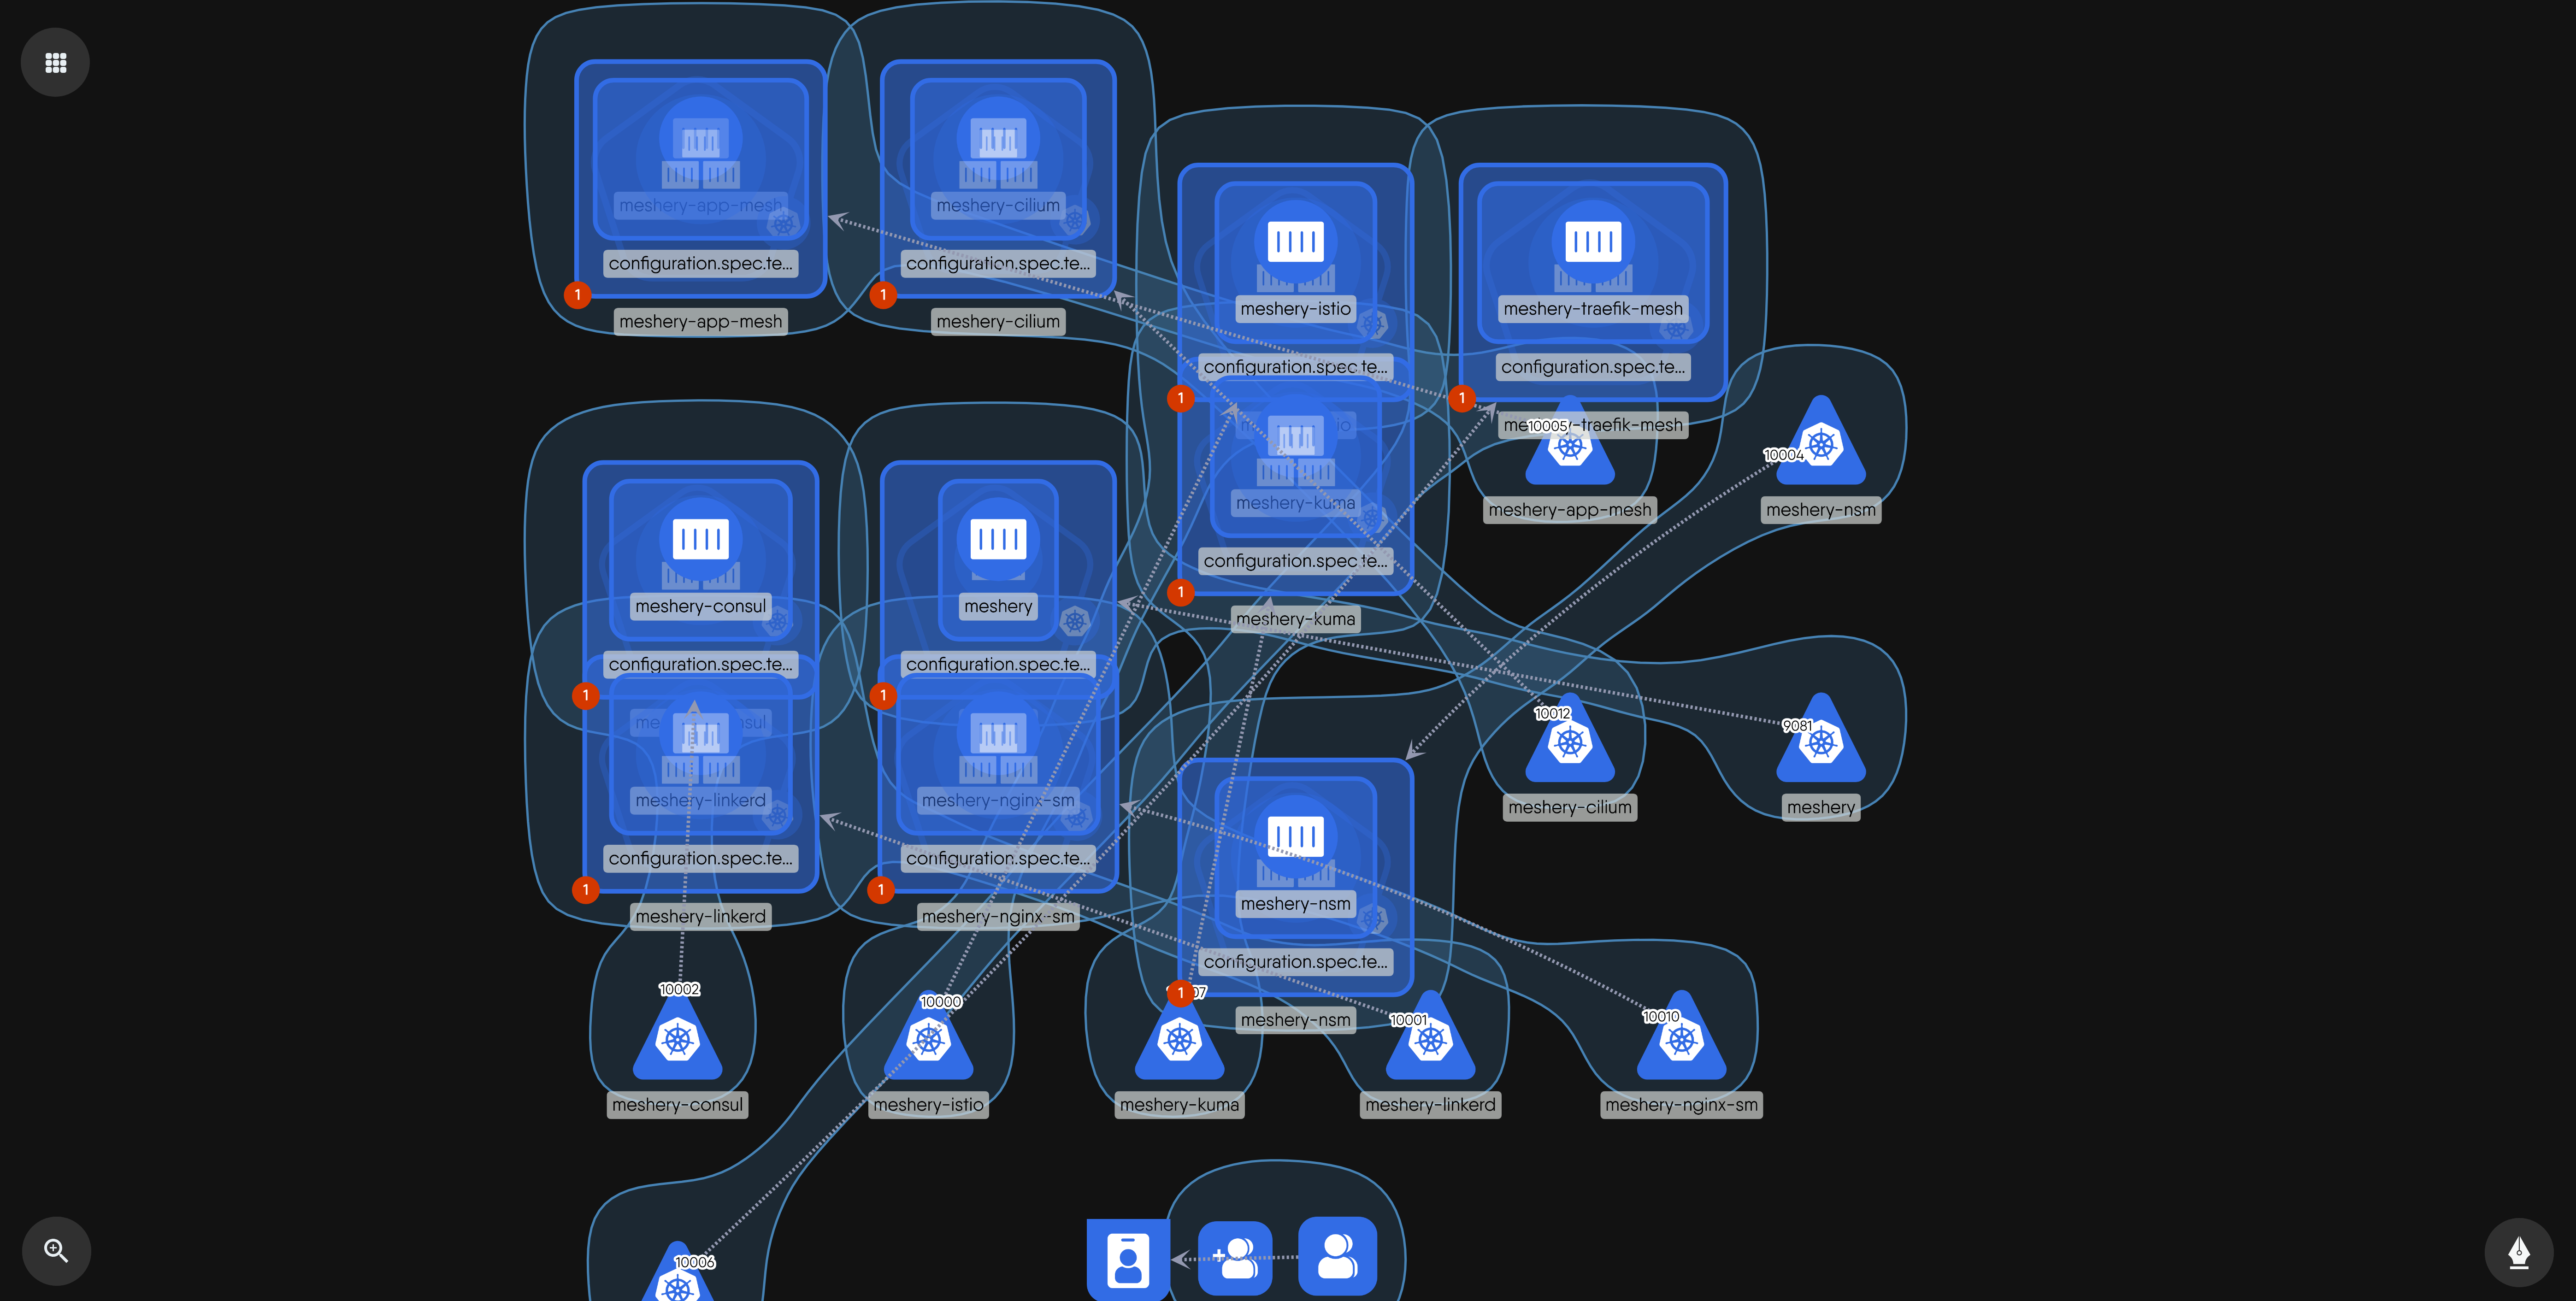 meshery-app-mesh
configuration.spec.te...
1
meshery-app-mesh
meshery-cilium
configuration.spec.te...
1
meshery-cilium
meshery-istio
configuration.spec.te...
1
meshery-traefik-mesh
configuration.spec.te...
1
-traefik-mesh
10005
meshery-app-mesh
10004
meshery-nsm
meshery-kuma
configuration.spec.te...
1
meshery-kuma
meshery-consul
configuration.spec.te...
1
meshery
configuration.spec.te...
1
meshery-linkerd
configuration.spec.te...
1
meshery-linkerd
meshery-nginx-sm
configuration.spec.te...
1
meshery-nginx-sm
10012
meshery-cilium
9081
meshery
meshery-nsm
configuration.spec.te...
1
meshery-nsm
10002
meshery-consul
10000
meshery-istio
meshery-kuma
10001
meshery-linkerd
10010
meshery-nginx-sm
10006